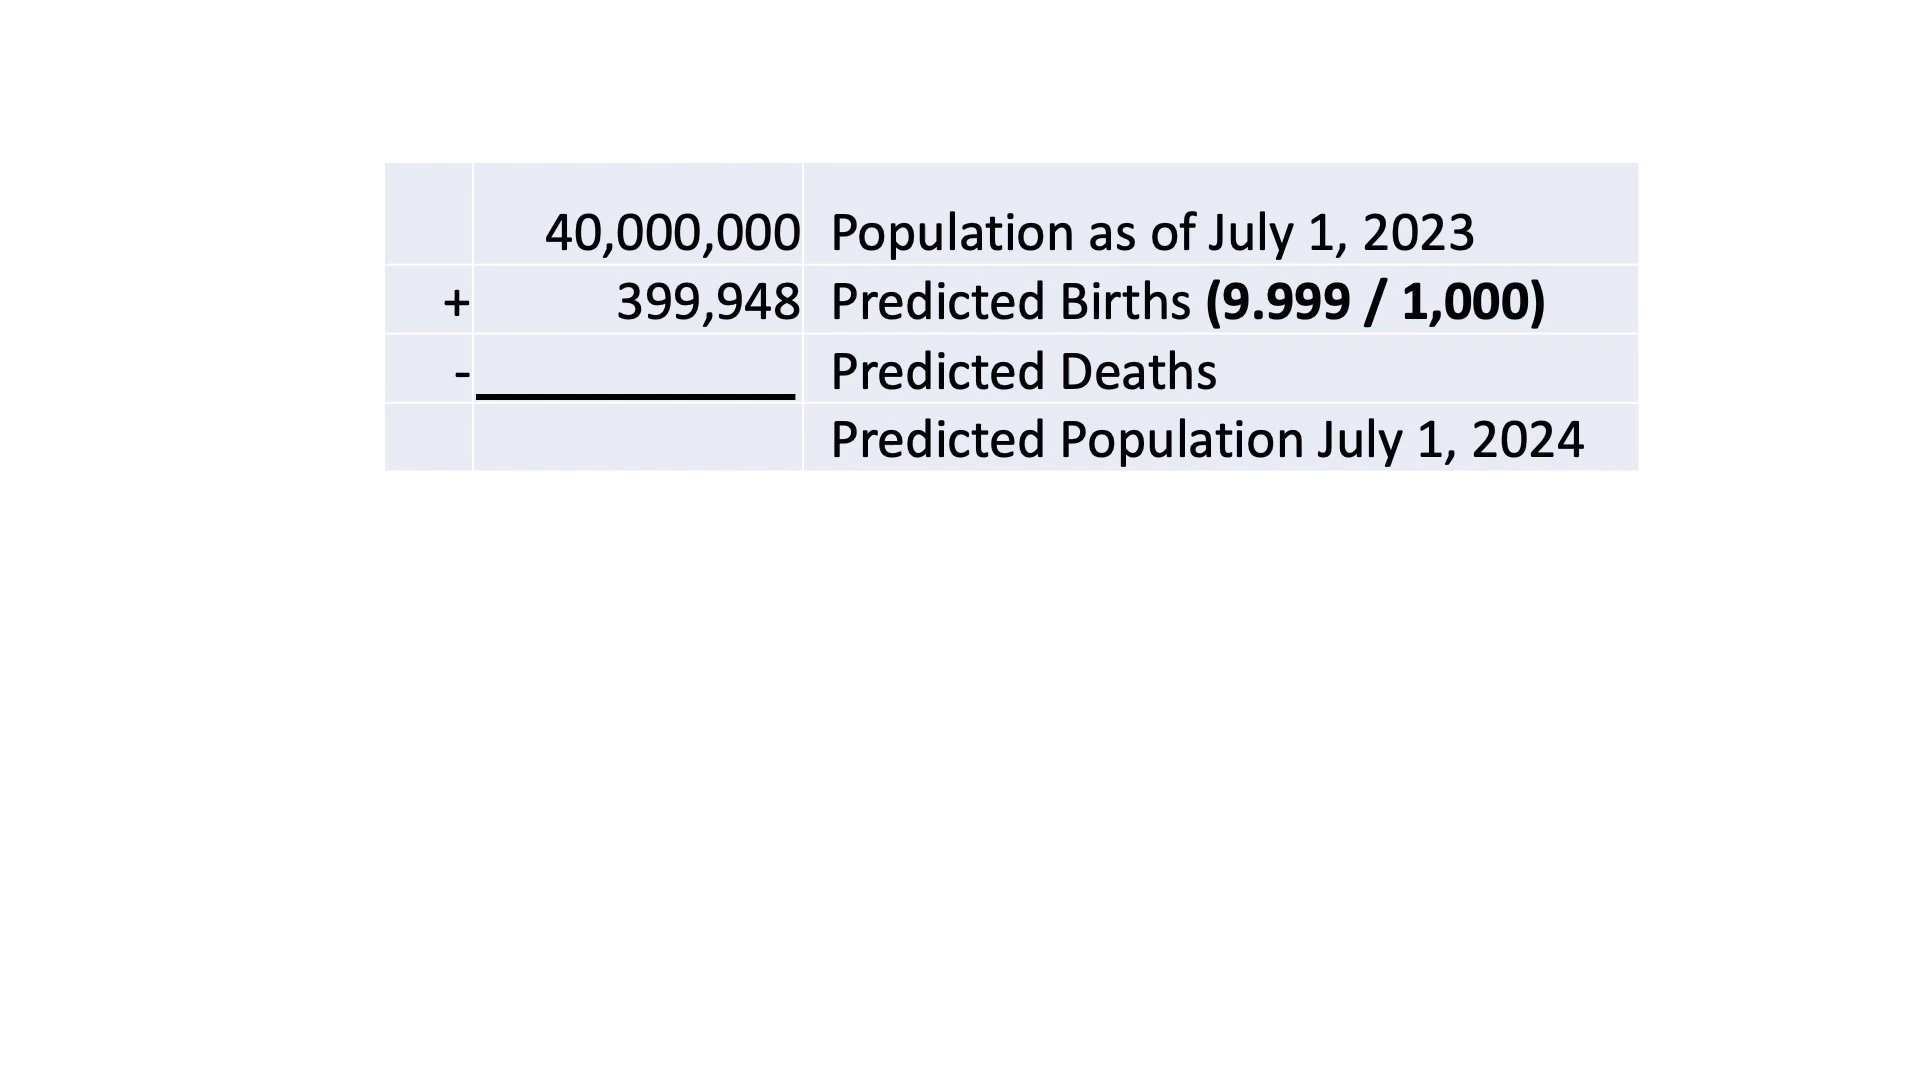 40,000,000 Population as of July 1, 2023
+ 399,948 Predicted Births (9.999 / 1,000)
- Predicted Deaths
Predicted Population July 1, 2024